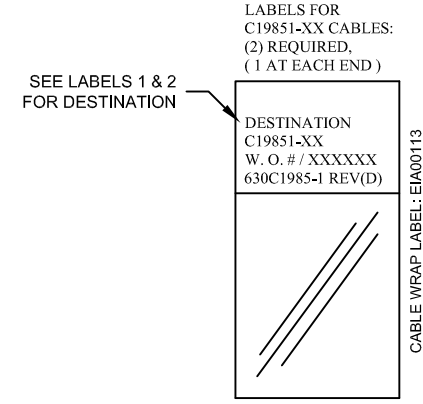 LABELS FOR
C19851-XX CABLES:
(2) REQUIRED,
( 1 AT EACH END )
SEE LABELS 1 & 2
FOR DESTINATION
DESTINATION
C19851-XX
W. O. # / XXXXXX
630C1985-1 REV(D)
CABLE WRAP LABEL: EIA00113